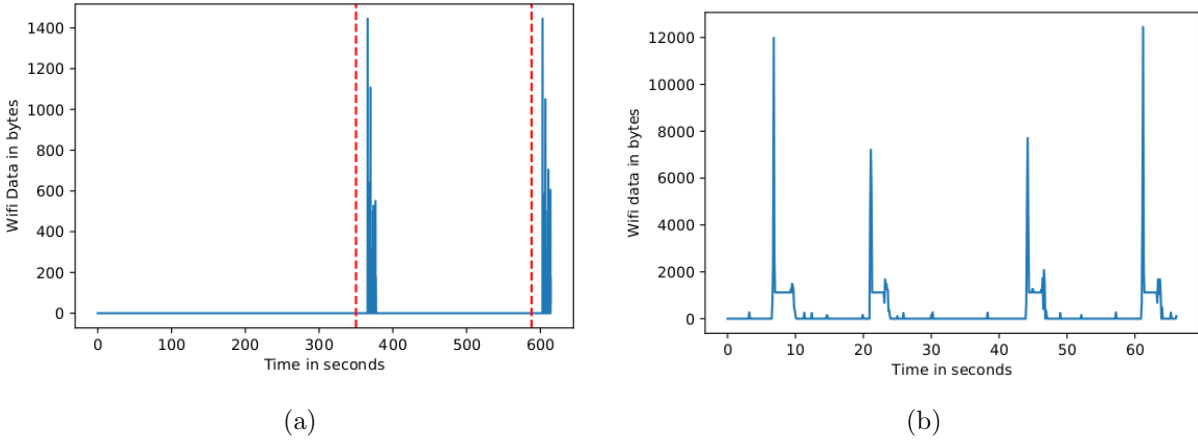 1400
1200
1000
800
600
400
200
0
Wifi Data in bytes
0 100 200 300 400 500 600
Time in seconds
(a)
12000
10000
8000
6000
4000
2000
0
Wifi data in bytes
0 10 20 30 40 50 60
Time in seconds
(b)